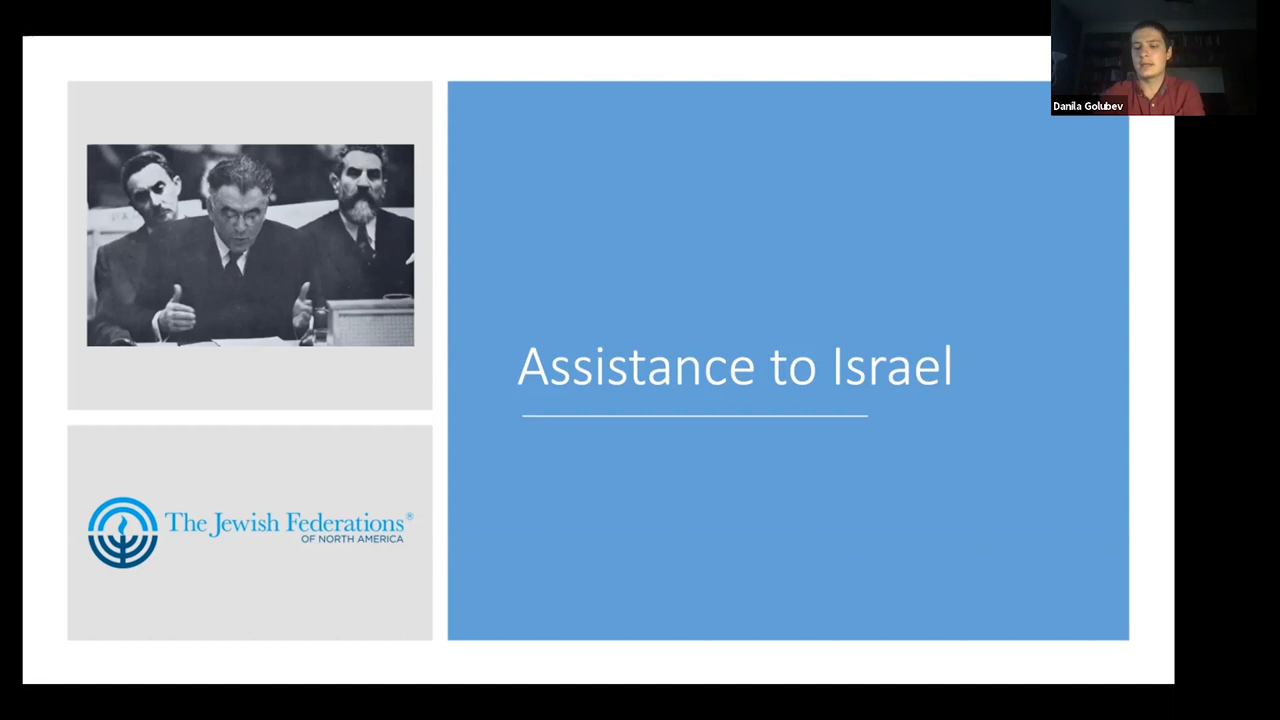 Danila Golubev
Assistance to Israel
The Jewish Federations®
OF NORTH AMERICA